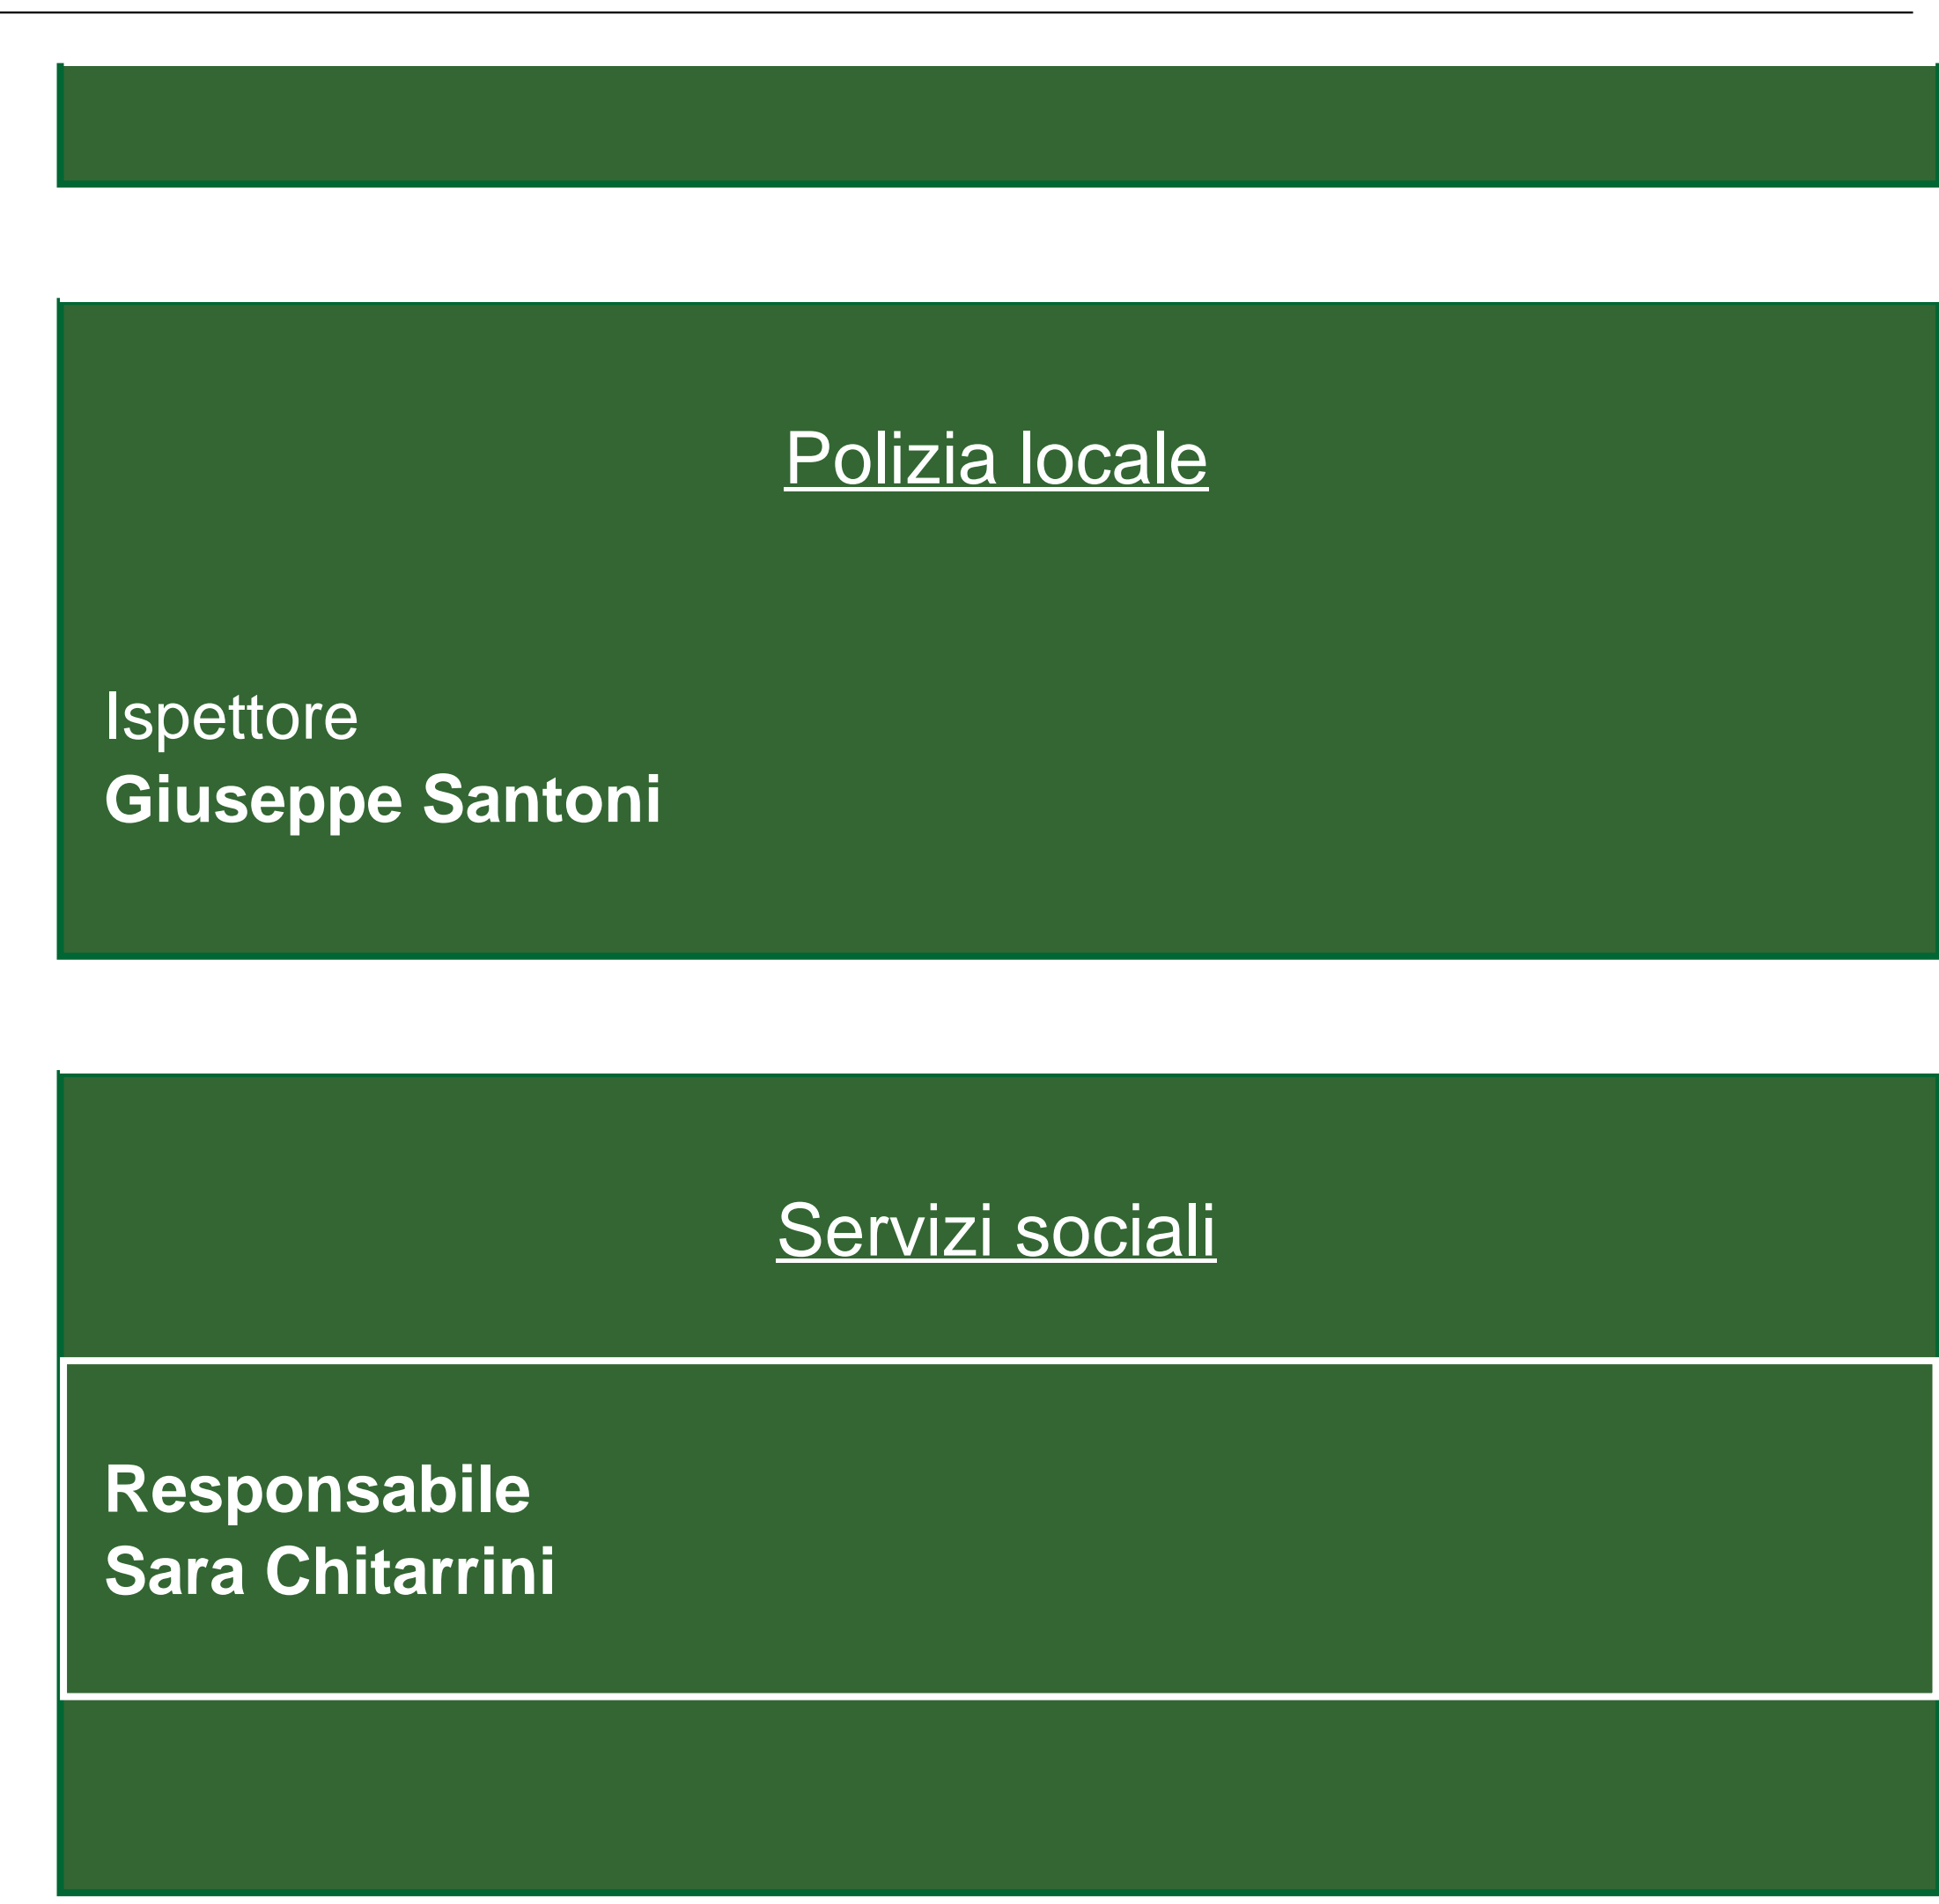 Polizia locale
Ispettore
Giuseppe Santoni
Servizi sociali
Responsabile
Sara Chitarrini